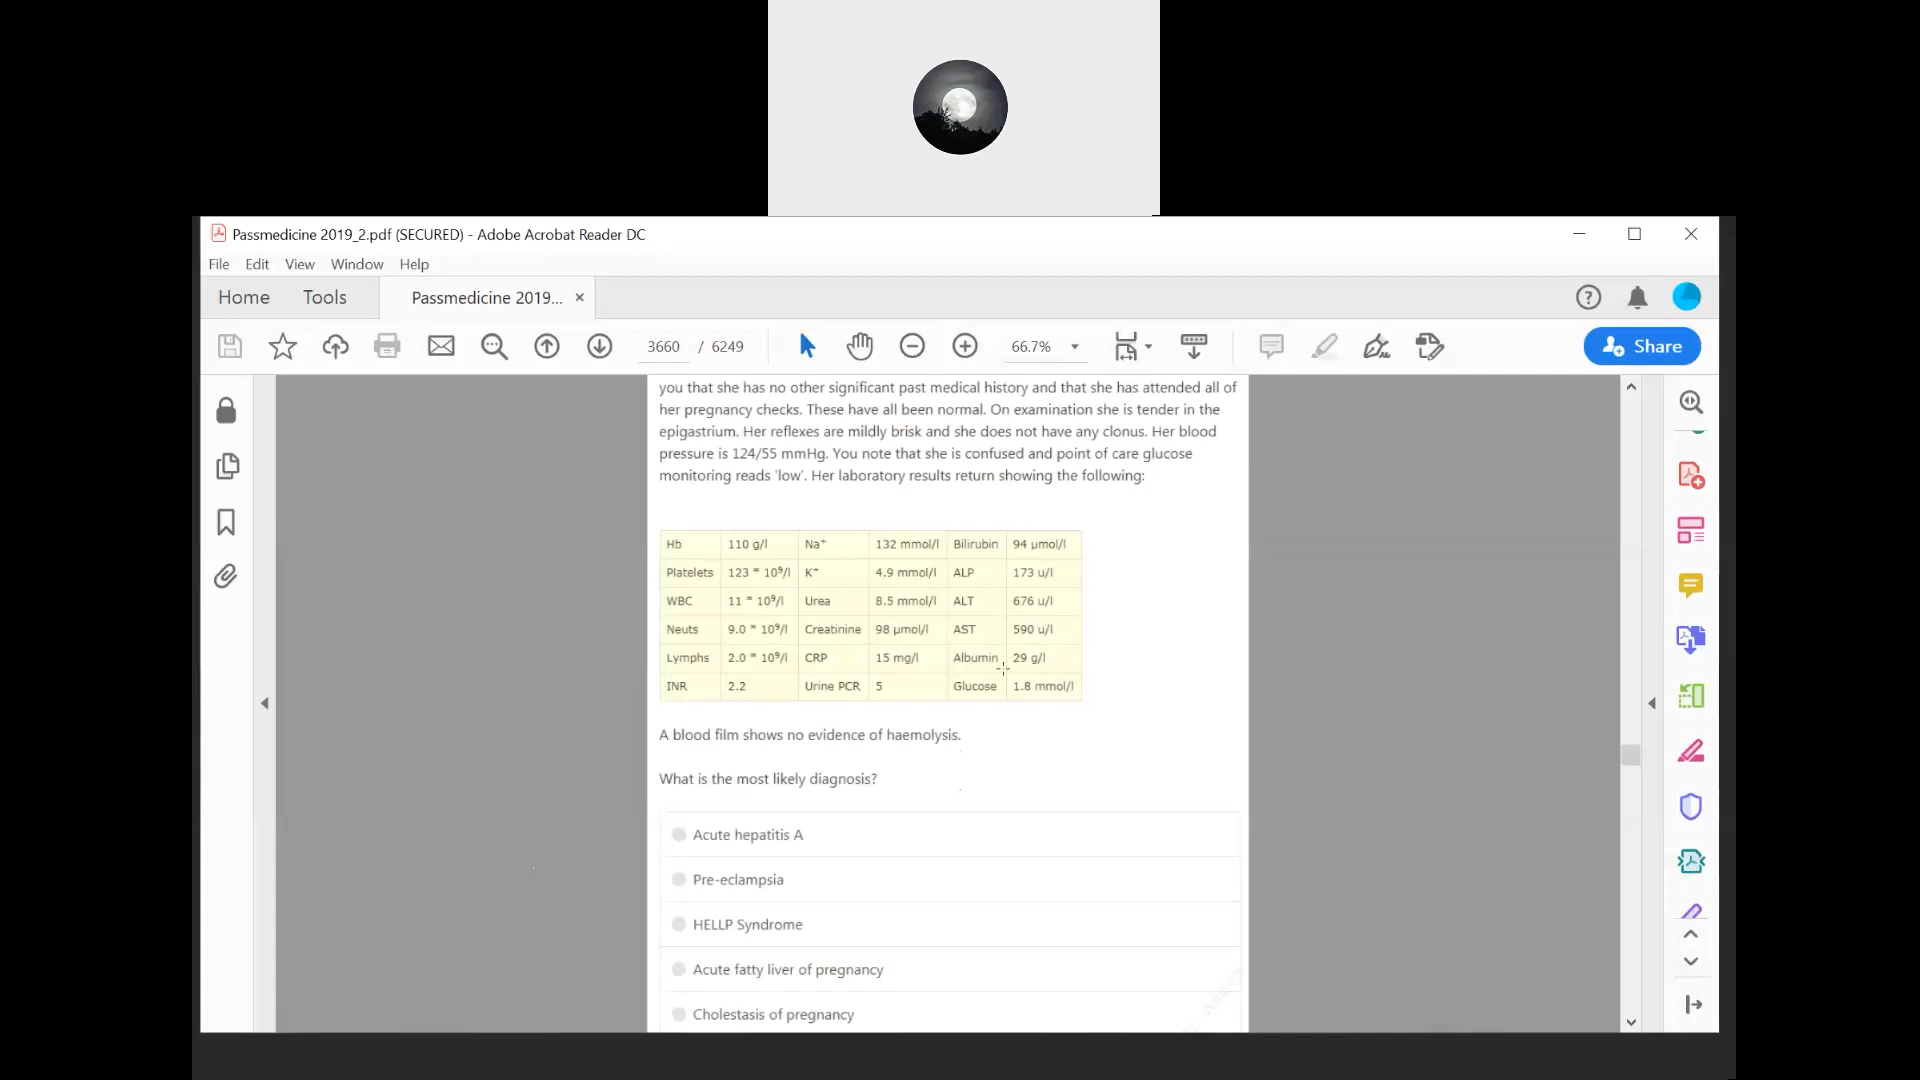 Passmedicine 2019_2.pdf (SECURED) - Adobe Acrobat Reader DC
File Edit View Window Help
Home Tools Passmedicine 2019... ×
3660 / 6249 66.7% Share
you that she has no other significant past medical history and that she has attended all of
her pregnancy checks. These have all been normal. On examination she is tender in the
epigastrium. Her reflexes are mildly brisk and she does not have any clonus. Her blood
pressure is 124/55 mmHg. You note that she is confused and point of care glucose
monitoring reads 'low'. Her laboratory results return showing the following:
Hb 110 g/l Na⁺ 132 mmol/l Bilirubin 94 µmol/l
Platelets 123 * 10⁹/l K⁺ 4.9 mmol/l ALP 173 u/l
WBC 11 * 10⁹/l Urea 8.5 mmol/l ALT 676 u/l
Neuts 9.0 * 10⁹/l Creatinine 98 µmol/l AST 590 u/l
Lymphs 2.0 * 10⁹/l CRP 15 mg/l Albumin 29 g/l
INR 2.2 Urine PCR 5 Glucose 1.8 mmol/l
A blood film shows no evidence of haemolysis.
What is the most likely diagnosis?
Acute hepatitis A
Pre-eclampsia
HELLP Syndrome
Acute fatty liver of pregnancy
Cholestasis of pregnancy